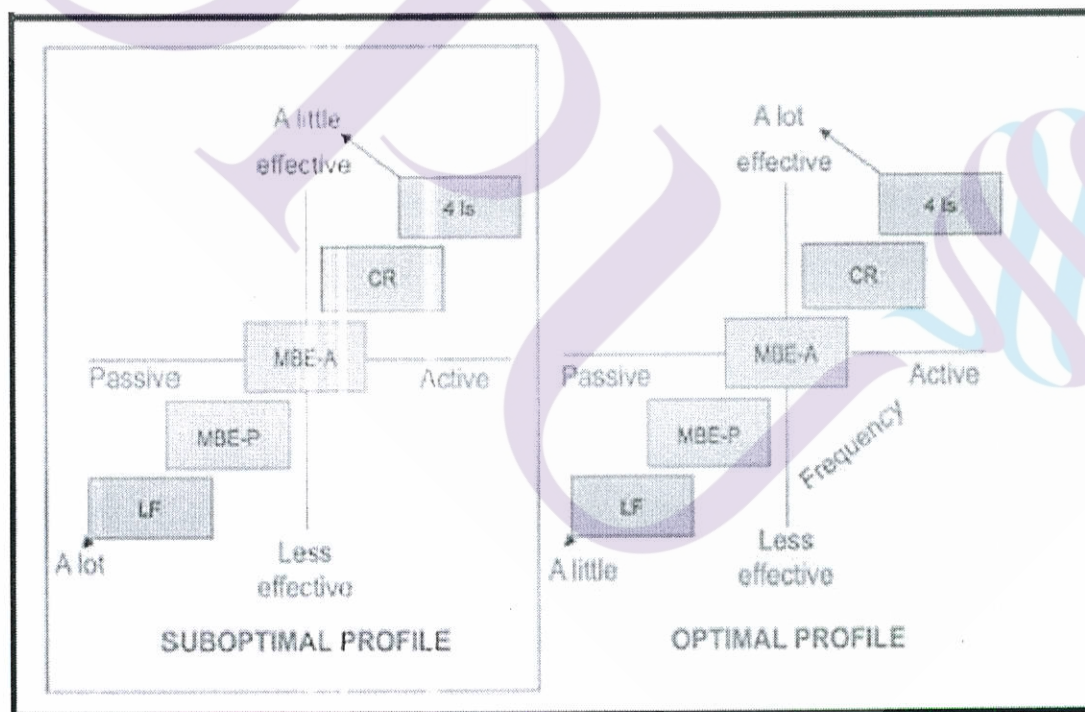 A little
effective
4 Is
CR
MBE-A
Passive
Active
MBE-P
LF
A lot
Less
effective
SUBOPTIMAL PROFILE
A lot
effective
4 Is
CR
MBE-A
Passive
Active
MBE-P
Frequency
LF
A little
Less
effective
OPTIMAL PROFILE